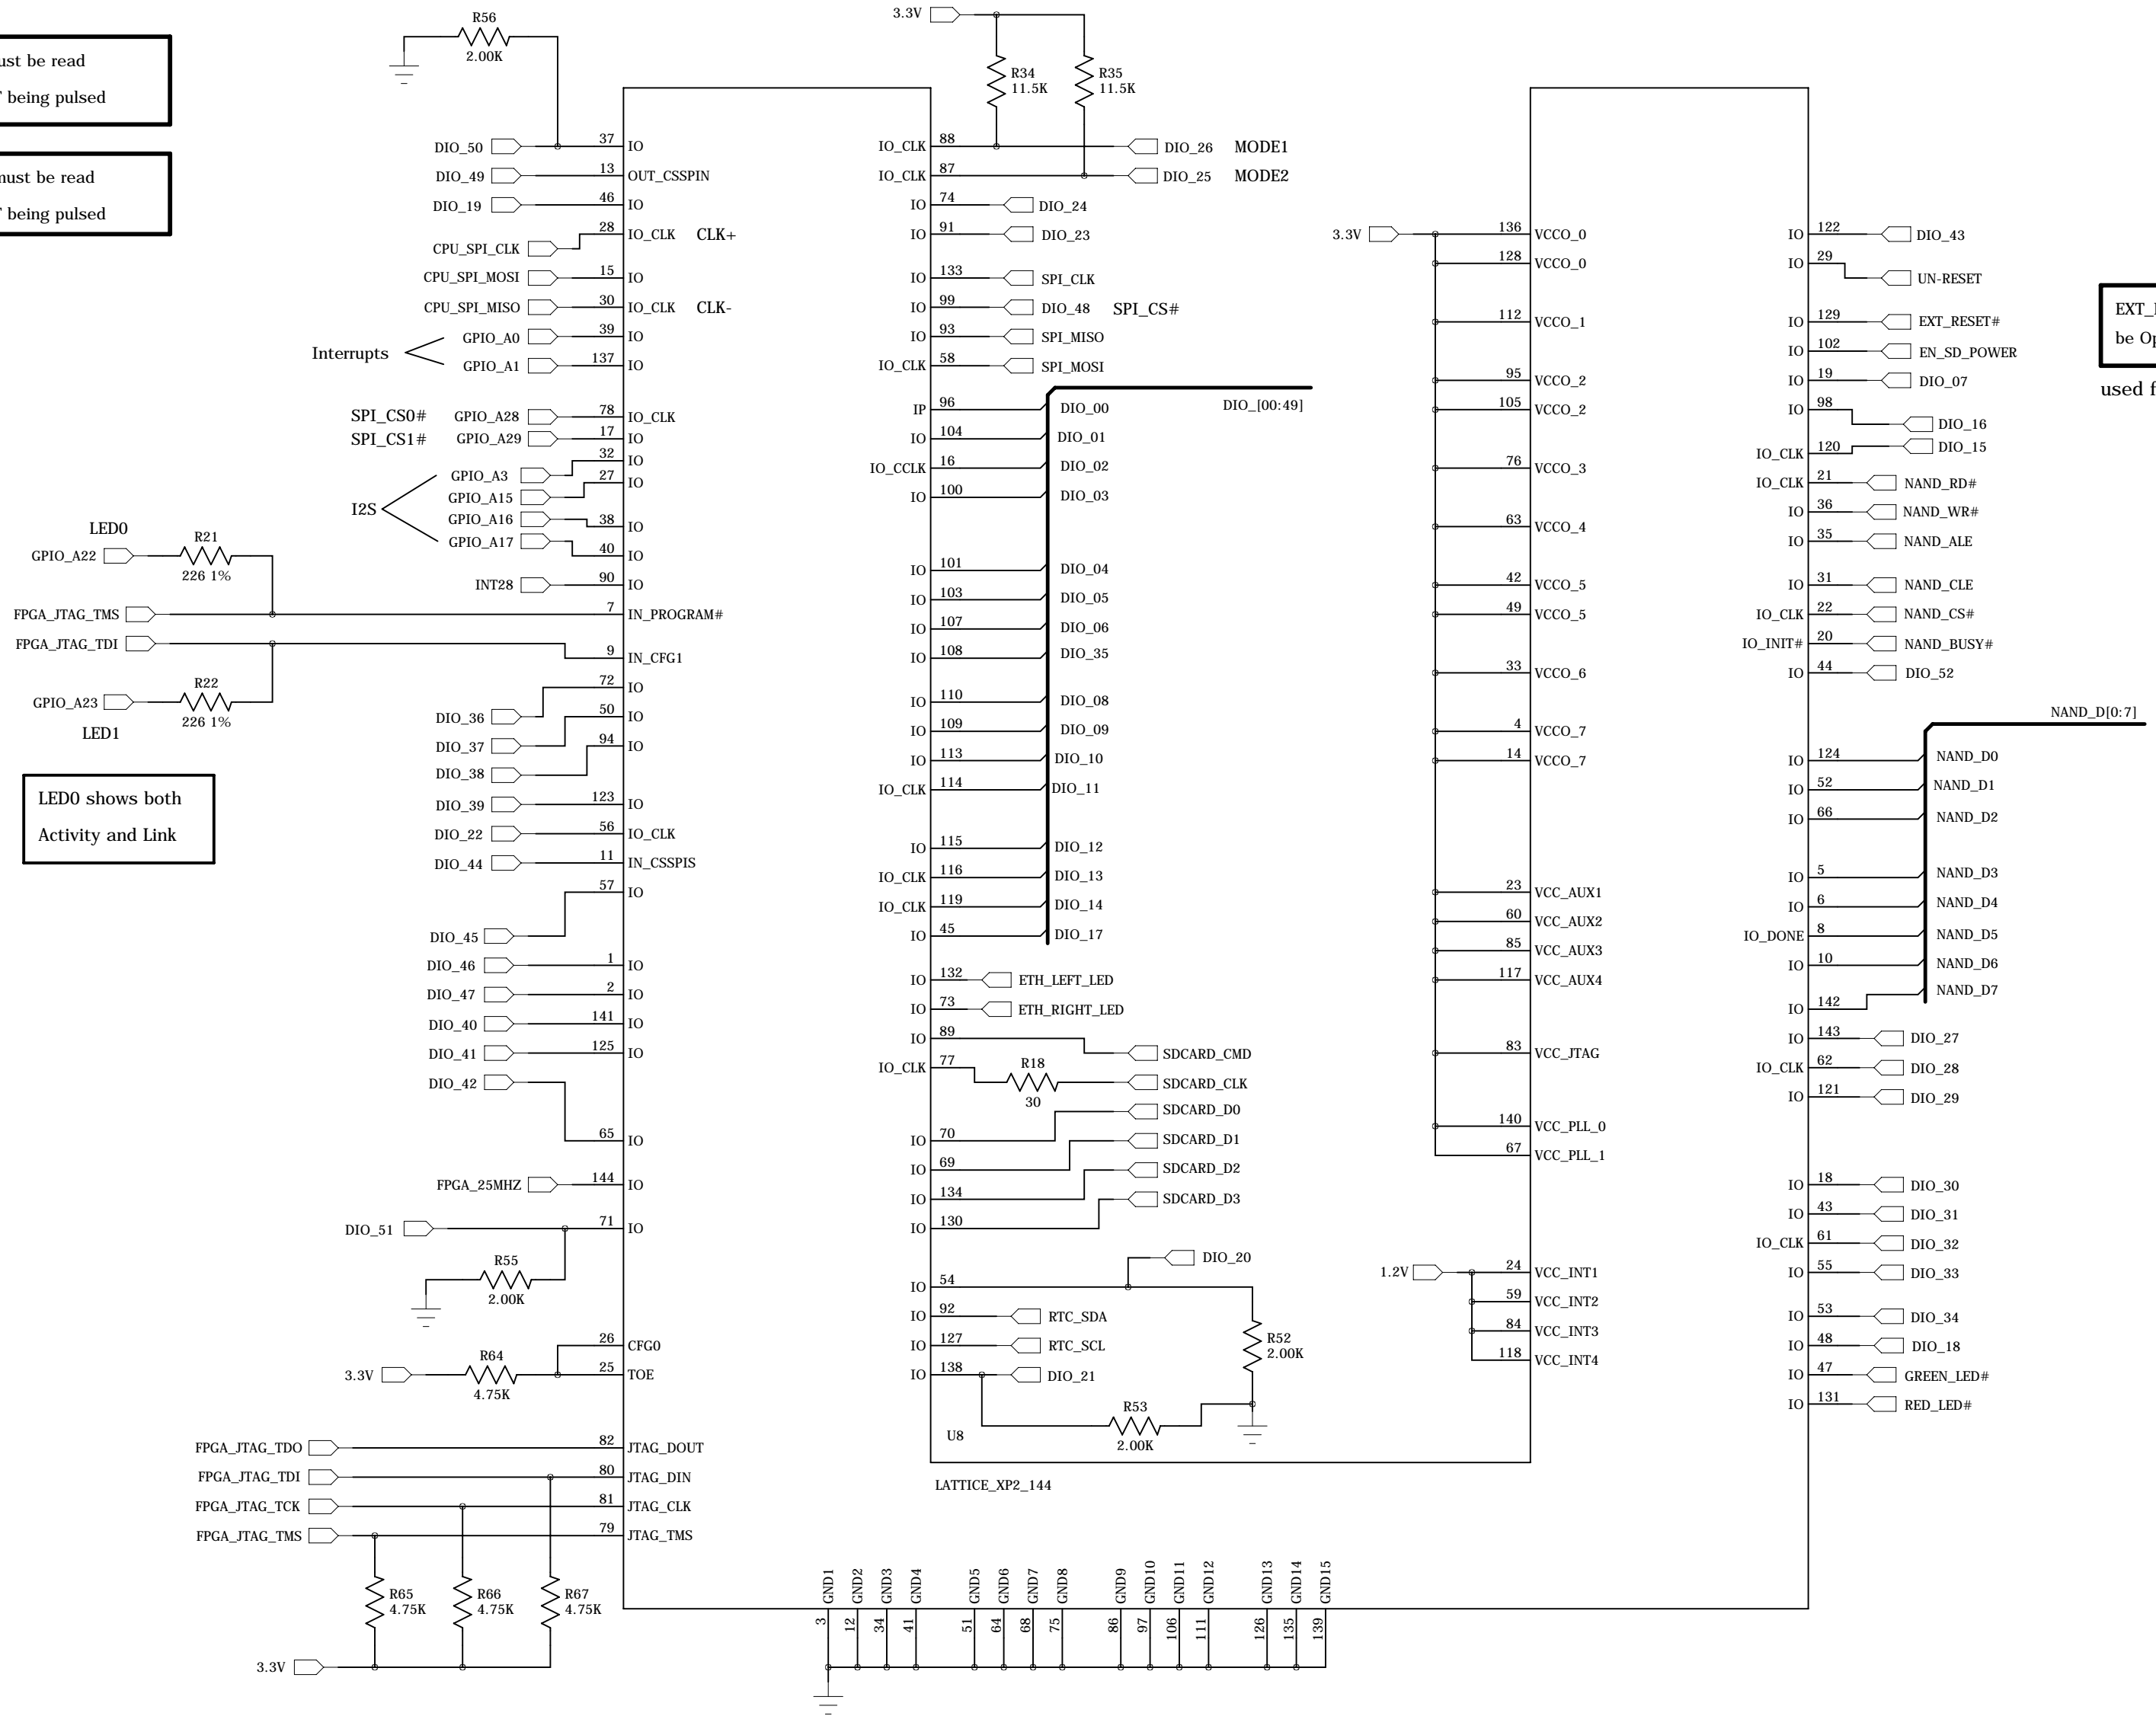 must be read
being pulsed
must be read
being pulsed
R56
2.00K
3.3V
R34
11.5K
R35
11.5K
DIO_50 37 IO
DIO_49 13 OUT_CSSPIN
DIO_19 46 IO
CPU_SPI_CLK 28 IO_CLK CLK+
CPU_SPI_MOSI 15 IO
CPU_SPI_MISO 30 IO_CLK CLK-
Interrupts
GPIO_A0 39 IO
GPIO_A1 137 IO
SPI_CS0# GPIO_A28 78 IO_CLK
SPI_CS1# GPIO_A29 17 IO
I2S
GPIO_A3 32 IO
GPIO_A15 27 IO
GPIO_A16 38 IO
GPIO_A17 40 IO
INT28 90 IO
LED0
GPIO_A22
R21
226 1%
FPGA_JTAG_TMS 7 IN_PROGRAM#
FPGA_JTAG_TDI 9 IN_CFG1
GPIO_A23
R22
226 1%
LED1
LED0 shows both
Activity and Link
DIO_36 72 IO
DIO_37 50 IO
DIO_38 94 IO
DIO_39 123 IO
DIO_22 56 IO_CLK
DIO_44 11 IN_CSSPIS
DIO_45 57 IO
DIO_46 1 IO
DIO_47 2 IO
DIO_40 141 IO
DIO_41 125 IO
DIO_42 65 IO
FPGA_25MHZ 144 IO
DIO_51 71 IO
R55
2.00K
26 CFG0
3.3V R64 25 TOE
4.75K
FPGA_JTAG_TDO 82 JTAG_DOUT
FPGA_JTAG_TDI 80 JTAG_DIN
FPGA_JTAG_TCK 81 JTAG_CLK
FPGA_JTAG_TMS 79 JTAG_TMS
R65
4.75K
R66
4.75K
R67
4.75K
3.3V
IO_CLK 88 DIO_26 MODE1
IO_CLK 87 DIO_25 MODE2
IO 74 DIO_24
IO 91 DIO_23
IO 133 SPI_CLK
IO 99 DIO_48 SPI_CS#
IO 93 SPI_MISO
IO_CLK 58 SPI_MOSI
DIO_[00:49]
IP 96 DIO_00
IO 104 DIO_01
IO_CCLK 16 DIO_02
IO 100 DIO_03
IO 101 DIO_04
IO 103 DIO_05
IO 107 DIO_06
IO 108 DIO_35
IO 110 DIO_08
IO 109 DIO_09
IO 113 DIO_10
IO_CLK 114 DIO_11
IO 115 DIO_12
IO_CLK 116 DIO_13
IO_CLK 119 DIO_14
IO 45 DIO_17
IO 132 ETH_LEFT_LED
IO 73 ETH_RIGHT_LED
IO 89 SDCARD_CMD
IO_CLK 77 R18 SDCARD_CLK
30
IO 70 SDCARD_D0
IO 69 SDCARD_D1
IO 134 SDCARD_D2
IO 130 SDCARD_D3
IO 54 DIO_20
IO 92 RTC_SDA
IO 127 RTC_SCL
IO 138 DIO_21
R52
2.00K
R53
2.00K
U8
LATTICE_XP2_144
3.3V 136 VCCO_0
128 VCCO_0
112 VCCO_1
95 VCCO_2
105 VCCO_2
76 VCCO_3
63 VCCO_4
42 VCCO_5
49 VCCO_5
33 VCCO_6
4 VCCO_7
14 VCCO_7
23 VCC_AUX1
60 VCC_AUX2
85 VCC_AUX3
117 VCC_AUX4
83 VCC_JTAG
140 VCC_PLL_0
67 VCC_PLL_1
1.2V 24 VCC_INT1
59 VCC_INT2
84 VCC_INT3
118 VCC_INT4
IO 122 DIO_43
IO 29 UN-RESET
IO 129 EXT_RESET#
IO 102 EN_SD_POWER
IO 19 DIO_07
IO 98 DIO_16
IO_CLK 120 DIO_15
IO_CLK 21 NAND_RD#
IO 36 NAND_WR#
IO 35 NAND_ALE
IO 31 NAND_CLE
IO_CLK 22 NAND_CS#
IO_INIT# 20 NAND_BUSY#
IO 44 DIO_52
NAND_D[0:7]
IO 124 NAND_D0
IO 52 NAND_D1
IO 66 NAND_D2
IO 5 NAND_D3
IO 6 NAND_D4
IO_DONE 8 NAND_D5
IO 10 NAND_D6
IO 142 NAND_D7
IO 143 DIO_27
IO_CLK 62 DIO_28
IO 121 DIO_29
IO 18 DIO_30
IO 43 DIO_31
IO_CLK 61 DIO_32
IO 55 DIO_33
IO 53 DIO_34
IO 48 DIO_18
IO 47 GREEN_LED#
IO 131 RED_LED#
be
used
GND1 GND2 GND3 GND4 GND5 GND6 GND7 GND8 GND9 GND10 GND11 GND12 GND13 GND14 GND15
3 12 34 41 51 64 68 75 86 97 106 111 126 135 139